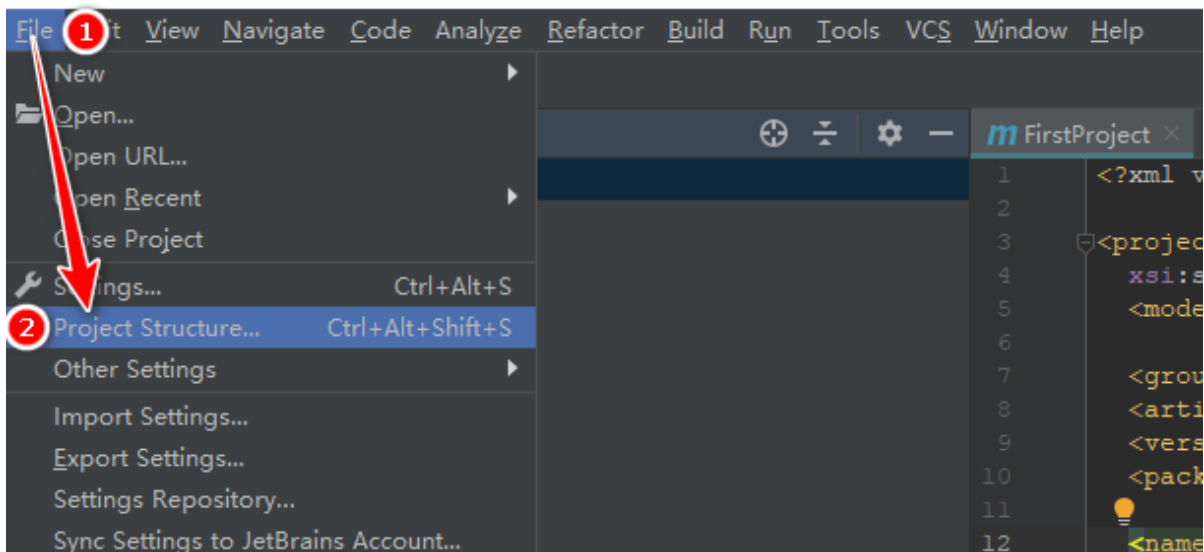 File 1 t View Navigate Code Analyze Refactor Build Run Tools VCS Window Help
New
Open...
Open URL...
Open Recent
Close Project
Settings... Ctrl+Alt+S
2 Project Structure... Ctrl+Alt+Shift+S
Other Settings
Import Settings...
Export Settings...
Settings Repository...
Sync Settings to JetBrains Account...
m FirstProject
1 <?xml v
2
3 <projec
4 xsi:s
5 <mode
6
7 <grou
8 <arti
9 <vers
10 <pack
11
12 <name